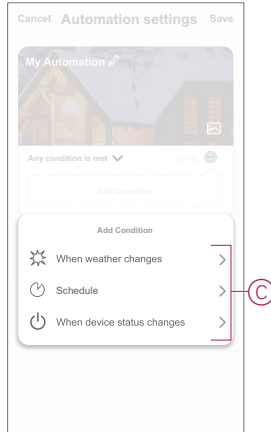 Cancel Automation settings Save
My Automation
Any condition is met
Add Condition
Add Condition
When weather changes
Schedule
When device status changes
C